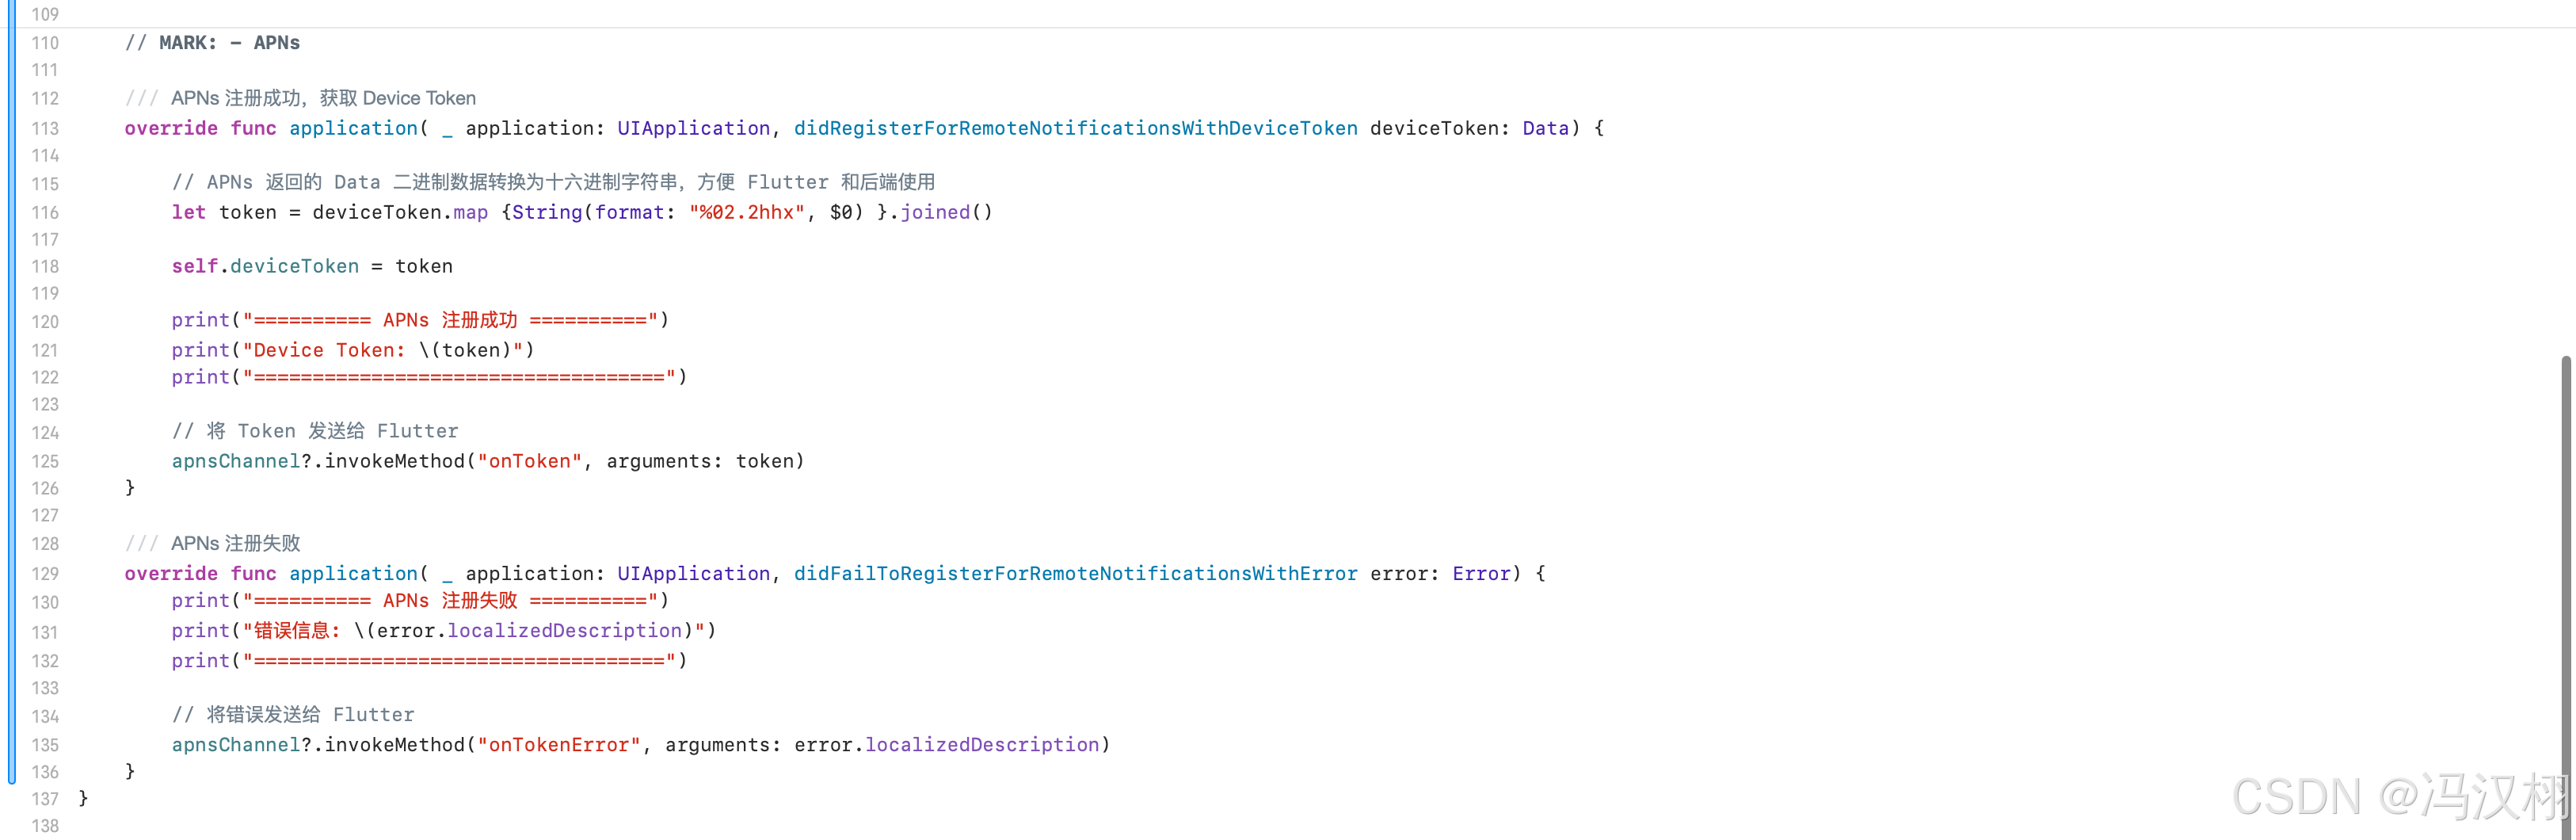 109
110 // MARK: - APNs
111
112 /// APNs 注册成功，获取 Device Token
113 override func application( _ application: UIApplication, didRegisterForRemoteNotificationsWithDeviceToken deviceToken: Data) {
114
115 // APNs 返回的 Data 二进制数据转换为十六进制字符串，方便 Flutter 和后端使用
116 let token = deviceToken.map {String(format: "%02.2hhx", $0) }.joined()
117
118 self.deviceToken = token
119
120 print("========== APNs 注册成功 ==========")
121 print("Device Token: \(token)")
122 print("===================================")
123
124 // 将 Token 发送给 Flutter
125 apnsChannel?.invokeMethod("onToken", arguments: token)
126 }
127
128 /// APNs 注册失败
129 override func application( _ application: UIApplication, didFailToRegisterForRemoteNotificationsWithError error: Error) {
130 print("========== APNs 注册失败 ==========")
131 print("错误信息: \(error.localizedDescription)")
132 print("===================================")
133
134 // 将错误发送给 Flutter
135 apnsChannel?.invokeMethod("onTokenError", arguments: error.localizedDescription)
136 }
137 }
138
CSDN @冯汉栩